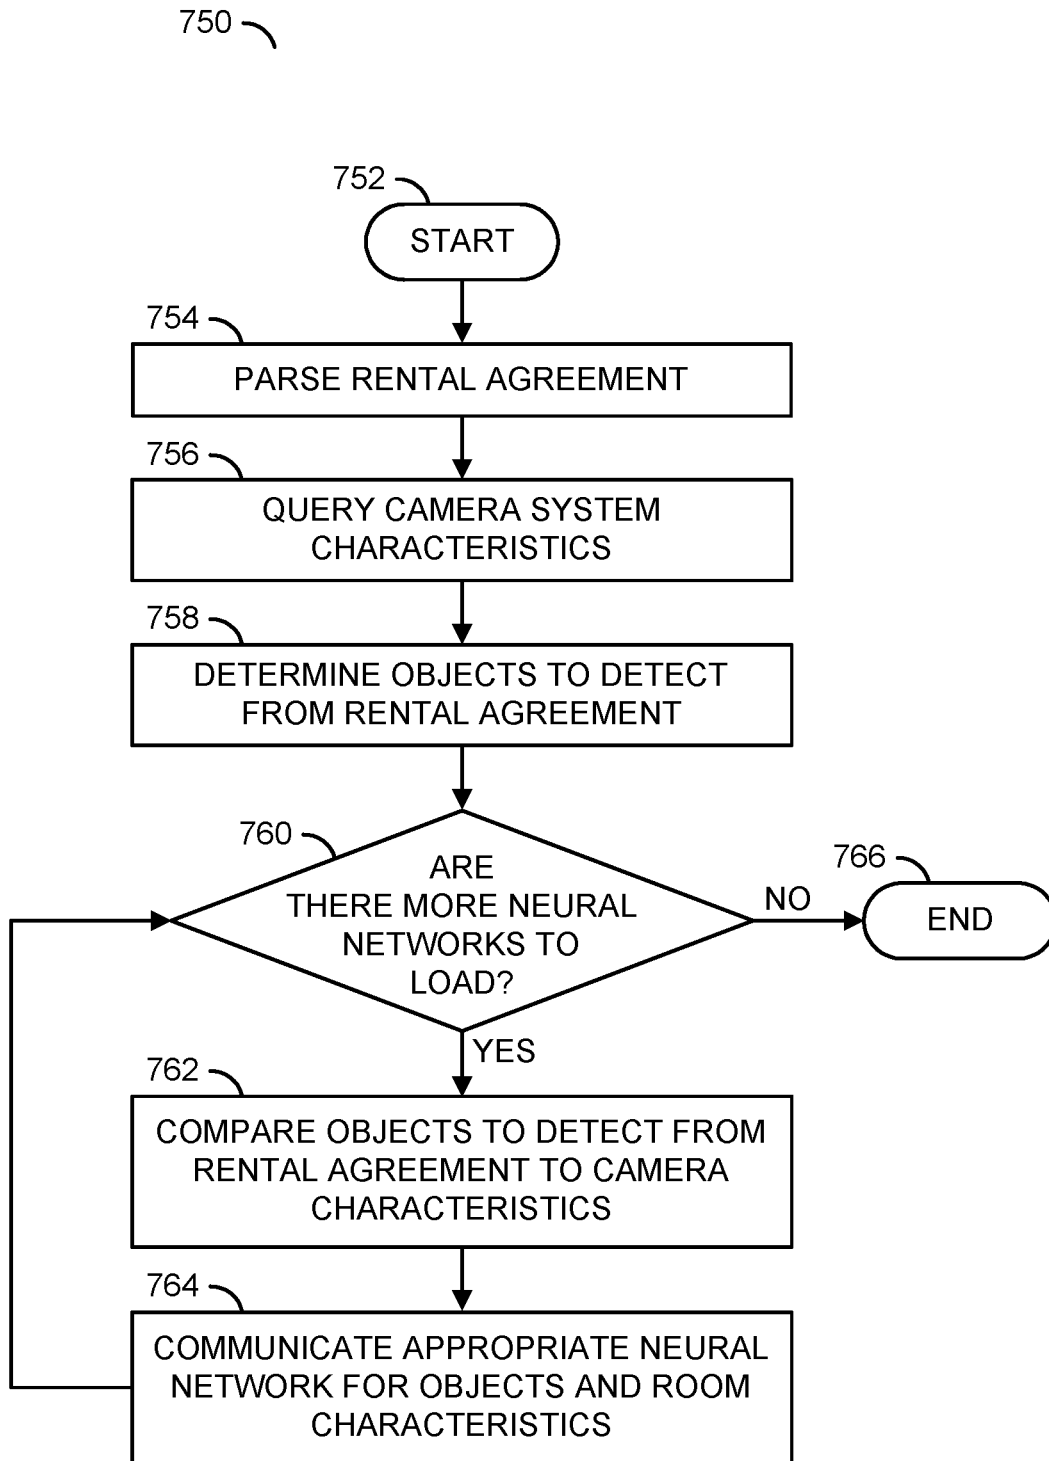 750
752
START
754
PARSE RENTAL AGREEMENT
756
QUERY CAMERA SYSTEM
CHARACTERISTICS
758
DETERMINE OBJECTS TO DETECT
FROM RENTAL AGREEMENT
760
ARE
THERE MORE NEURAL
NETWORKS TO
LOAD?
NO
766
END
YES
762
COMPARE OBJECTS TO DETECT FROM
RENTAL AGREEMENT TO CAMERA
CHARACTERISTICS
764
COMMUNICATE APPROPRIATE NEURAL
NETWORK FOR OBJECTS AND ROOM
CHARACTERISTICS